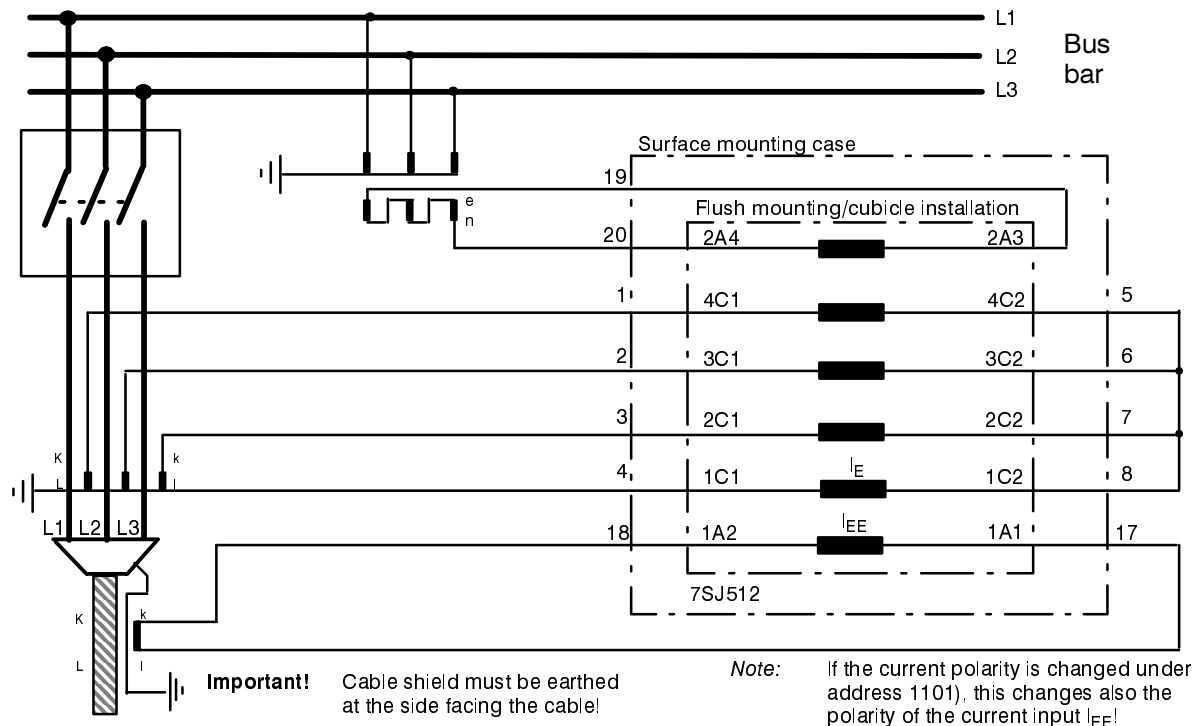 L1
L2
Bus
bar
L3
Surface mounting case
19
e
n
Flush mounting/cubicle installation
20
2A4
2A3
1
4C1
4C2
5
2
3C1
3C2
6
3
2C1
2C2
7
K
k
L
l
4
1C1
IE
1C2
8
L1 L2 L3
18
1A2
IEE
1A1
17
7SJ512
K
k
L
l
Important!
Cable shield must be earthed
at the side facing the cable!
Note:
If the current polarity is changed under
address 1101), this changes also the
polarity of the current input IEE!